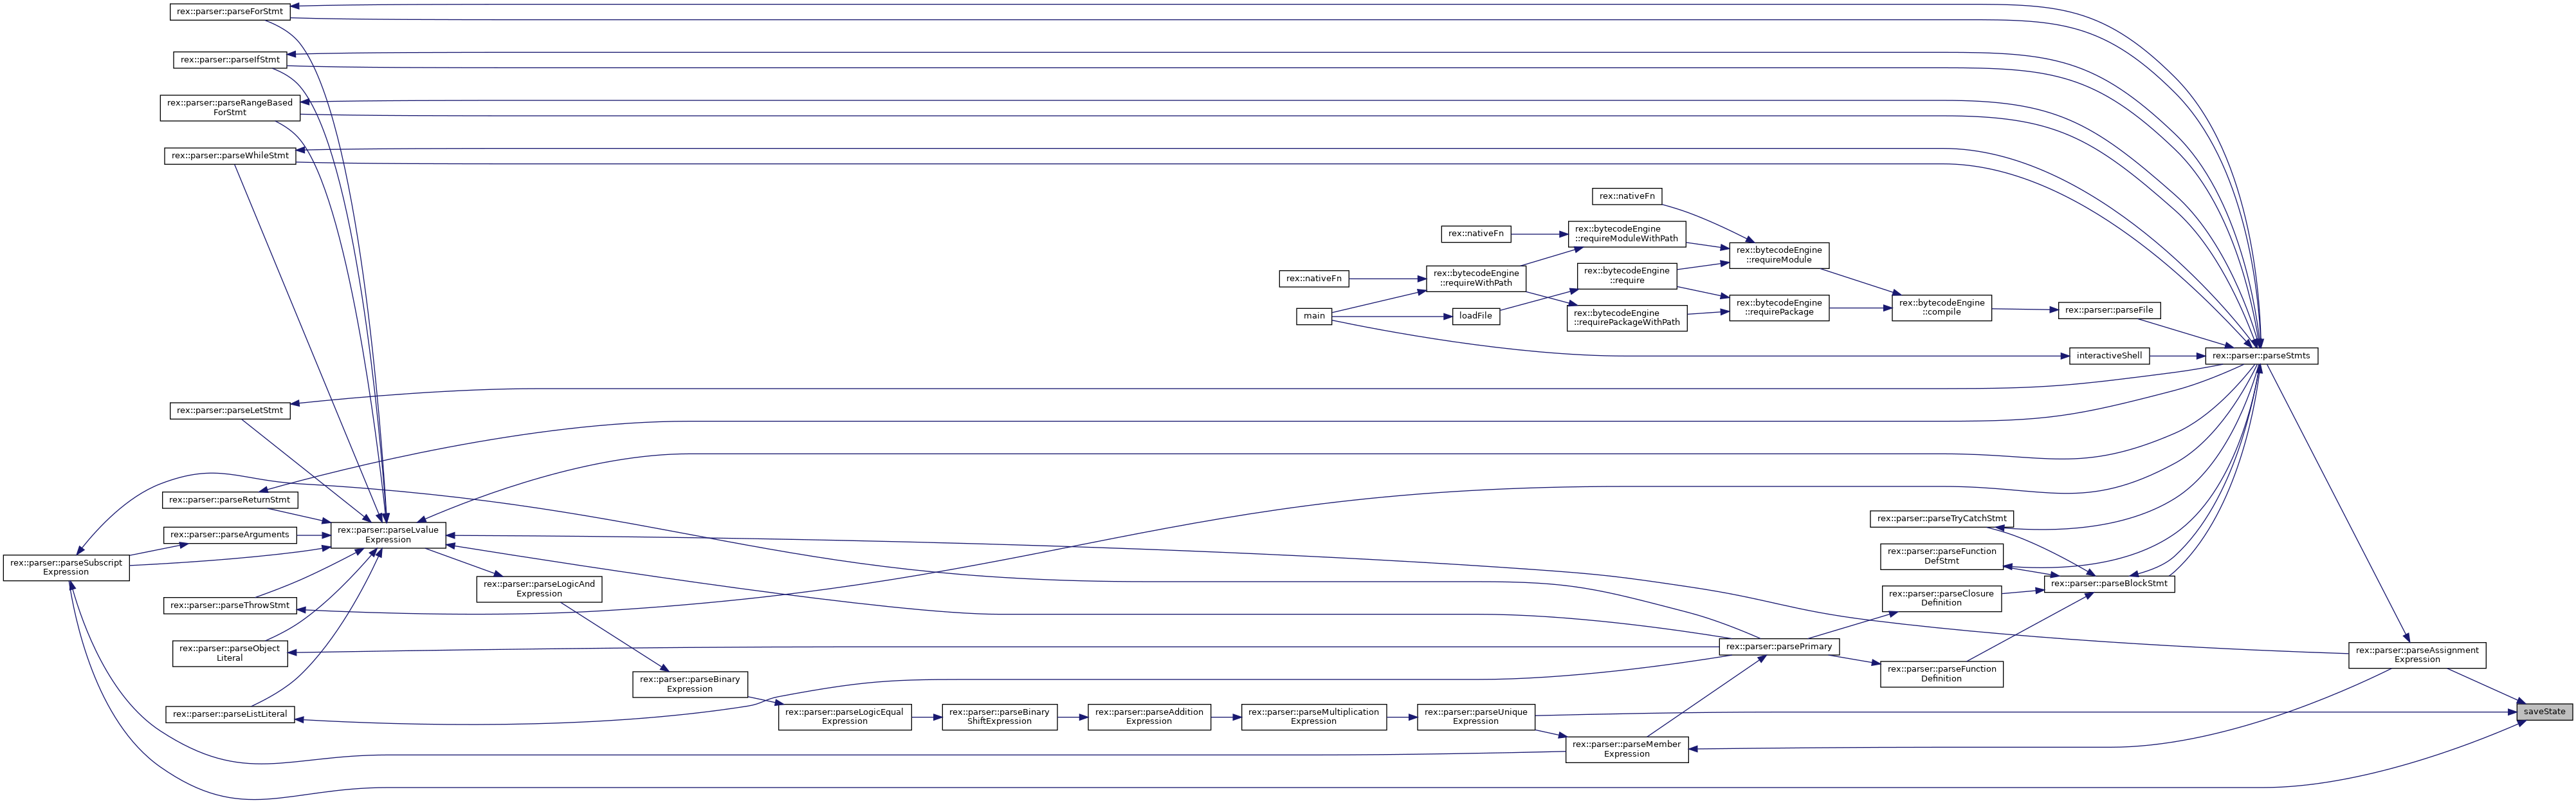 rex::parser::parseForStmt
rex::parser::parseIfStmt
rex::parser::parseRangeBased
ForStmt
rex::parser::parseWhileStmt
rex::nativeFn
rex::bytecodeEngine
::requireModuleWithPath
rex::nativeFn
rex::bytecodeEngine
::requireModule
rex::bytecodeEngine
::requireWithPath
rex::bytecodeEngine
::require
rex::nativeFn
rex::bytecodeEngine
::requirePackage
rex::bytecodeEngine
::compile
rex::parser::parseFile
main
loadFile
rex::bytecodeEngine
::requirePackageWithPath
interactiveShell
rex::parser::parseStmts
rex::parser::parseLetStmt
rex::parser::parseReturnStmt
rex::parser::parseArguments
rex::parser::parseLvalue
Expression
rex::parser::parseSubscript
Expression
rex::parser::parseThrowStmt
rex::parser::parseLogicAnd
Expression
rex::parser::parseObject
Literal
rex::parser::parseListLiteral
rex::parser::parseBinary
Expression
rex::parser::parseLogicEqual
Expression
rex::parser::parseBinary
ShiftExpression
rex::parser::parseAddition
Expression
rex::parser::parseMultiplication
Expression
rex::parser::parseUnique
Expression
rex::parser::parseMember
Expression
rex::parser::parsePrimary
rex::parser::parseTryCatchStmt
rex::parser::parseFunction
DefStmt
rex::parser::parseClosure
Definition
rex::parser::parseFunction
Definition
rex::parser::parseBlockStmt
rex::parser::parseAssignment
Expression
saveState